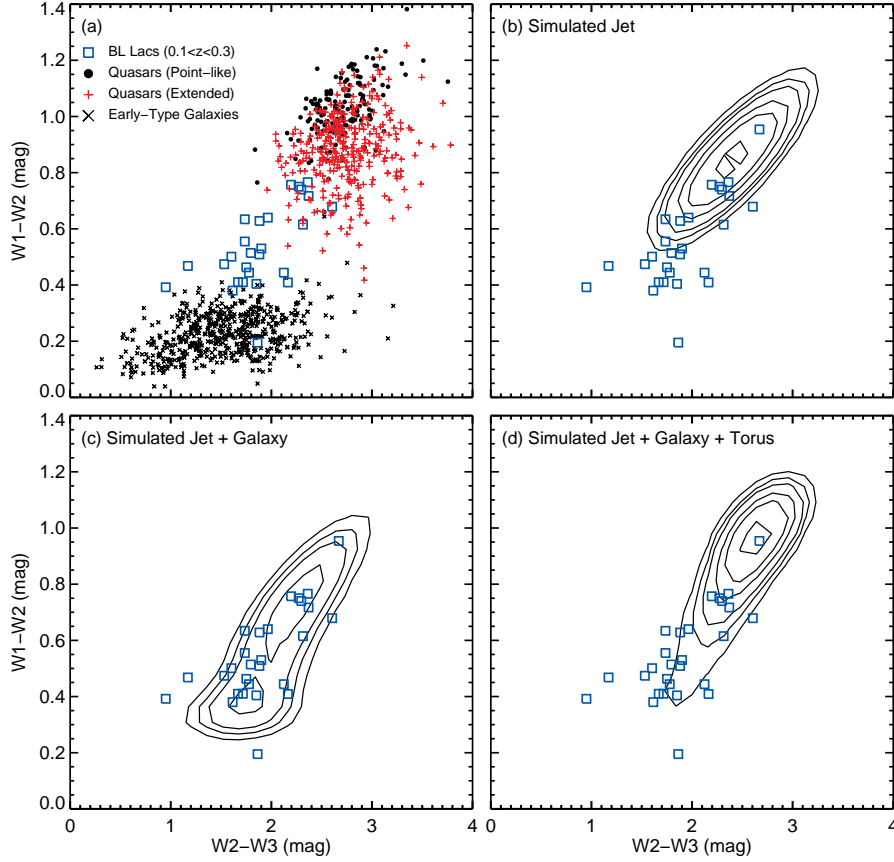 (a)
BL Lacs (0.1<z<0.3)
Quasars (Point−like)
Quasars (Extended)
Early−Type Galaxies
1.4
1.2
1.0
0.8
0.6
0.4
0.2
0.0
W1−W2 (mag)
(b) Simulated Jet
(c) Simulated Jet + Galaxy
1.4
1.2
1.0
0.8
0.6
0.4
0.2
0.0
W1−W2 (mag)
0
1
2
3
4
W2−W3 (mag)
(d) Simulated Jet + Galaxy + Torus
1
2
3
4
W2−W3 (mag)